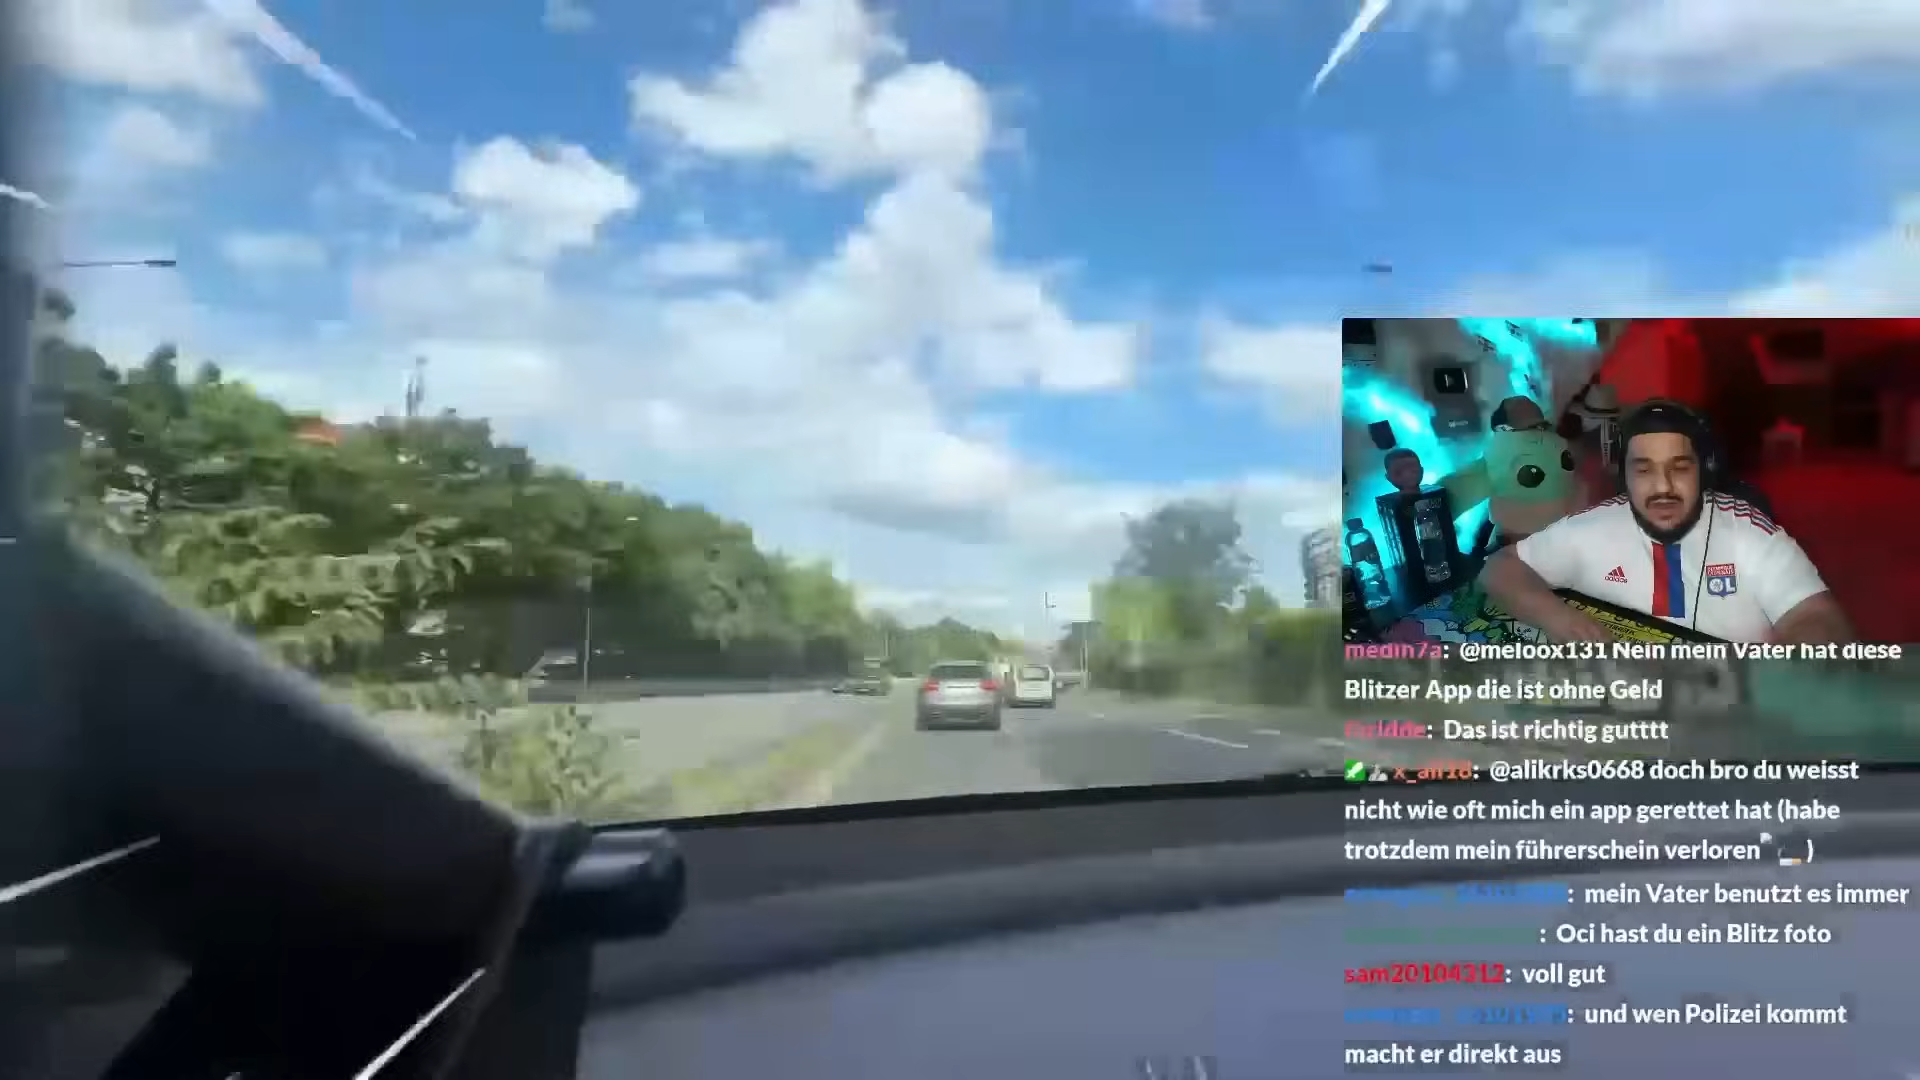 adidas
OL
medin7a: @meloox131 Nein mein Vater hat diese
Blitzer App die ist ohne Geld
: Das ist richtig gutttt
x_ali18: @alikrks0668 doch bro du weisst
nicht wie oft mich ein app gerettet hat (habe
trotzdem mein führerschein verloren )
: mein Vater benutzt es immer
: Oci hast du ein Blitz foto
sam20104312: voll gut
: und wen Polizei kommt
macht er direkt aus